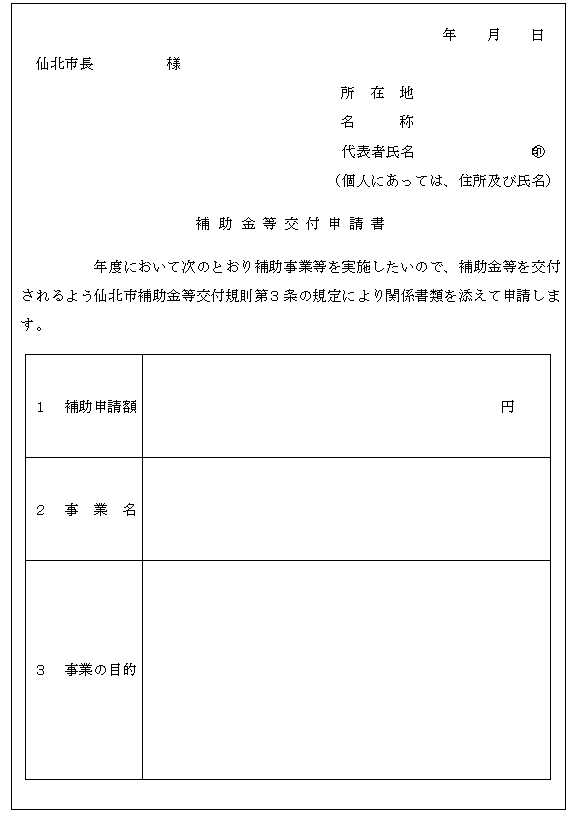 年　　月　　日
仙北市長　　　　　様
所　在　地
名　　　称
代表者氏名　　　　　　　　㊞
（個人にあっては、住所及び氏名）
補 助 金 等 交 付 申 請 書
年度において次のとおり補助事業等を実施したいので、補助金等を交付
されるよう仙北市補助金等交付規則第３条の規定により関係書類を添えて申請しま
す。
１　補助申請額　　　　　　　　円
２　事　業　名
３　事業の目的